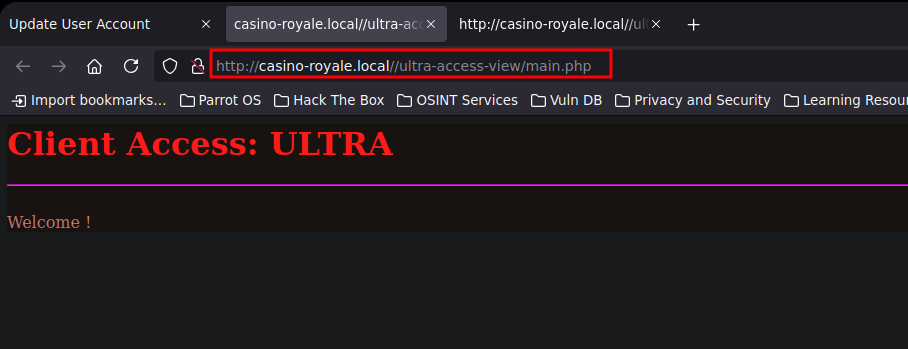 Update User Account
casino-royale.local//ultra-acc
http://casino-royale.local//ult
http://casino-royale.local//ultra-access-view/main.php
Import bookmarks... Parrot OS Hack The Box OSINT Services Vuln DB Privacy and Security Learning Resou
Client Access: ULTRA
Welcome !